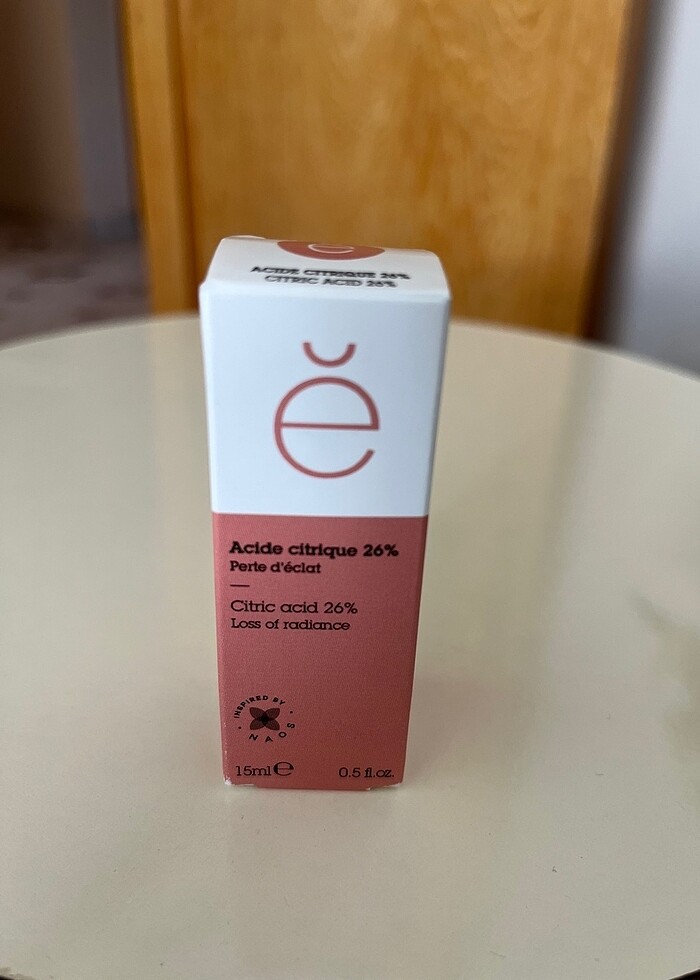 ACIDE CITRIQUE 26%
CITRIC ACID 26%
ĕ
Acide citrique 26%
Perte d'éclat
Citric acid 26%
Loss of radiance
INSPIRED BY
NAOS
15ml ℮ 0.5 fl.oz.